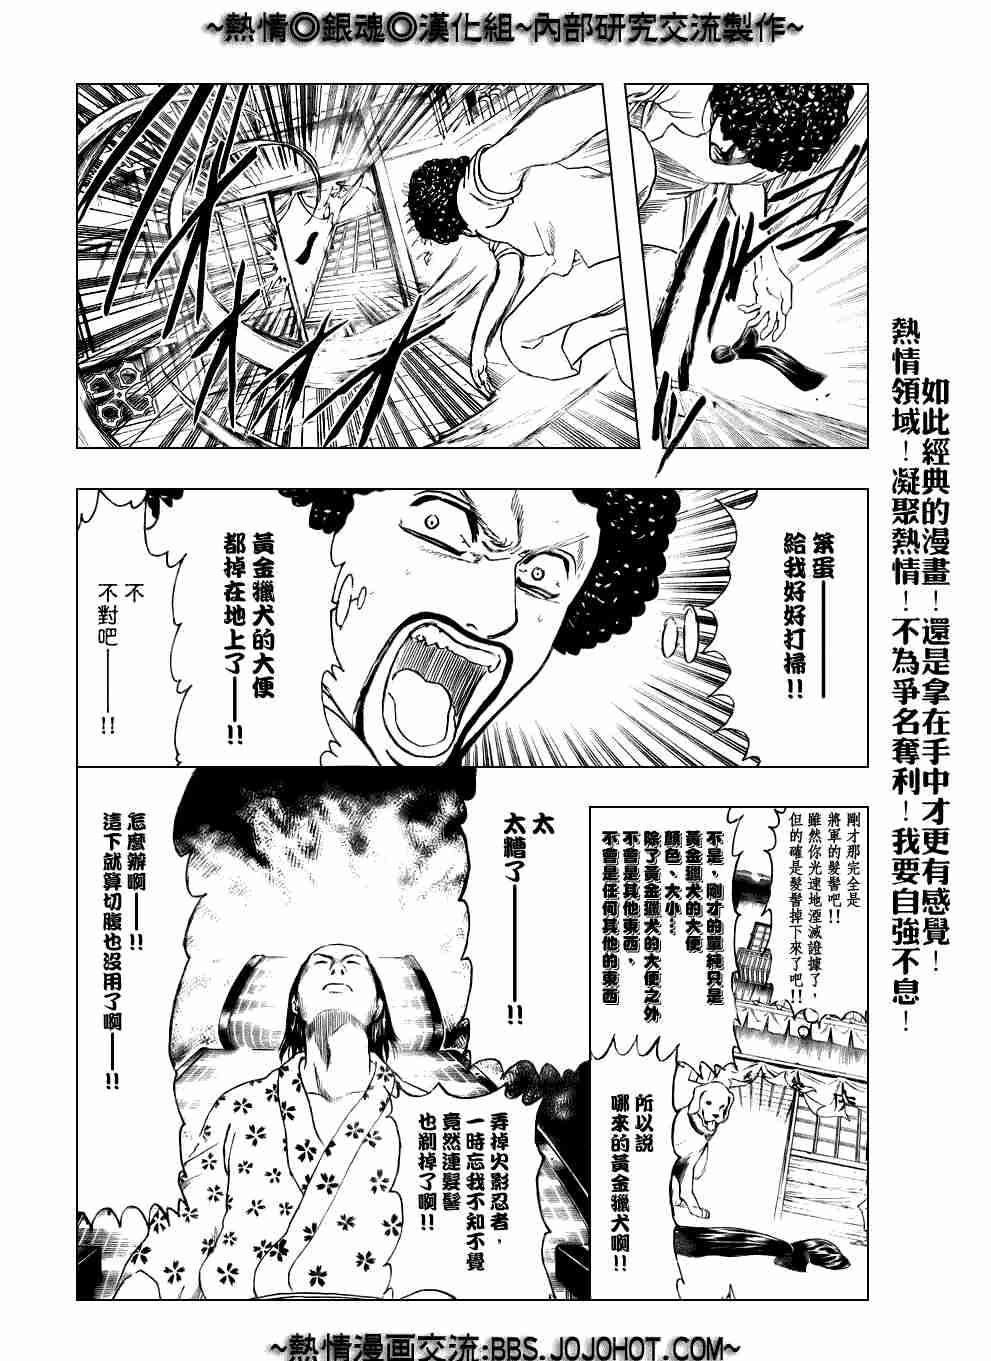 ~熱情◎銀魂◎漢化組~內部研究交流製作~
如此經典的漫畫！還是拿在手中才更有感覺！
熱情領域！凝聚熱情！不為爭名奪利！我要自強不息！
笨蛋——
給我好好打掃!!
黃金獵犬的大便
都掉在地上了——!!
不
不對吧——!!
剛才那完全是
將軍的髮髻吧!!
雖然你光速地湮滅證據了，
但的確是髮髻掉下來了吧!!
不是，剛才的單純只是
黃金獵犬的大便
顏色、大小…
除了黃金獵犬的大便之外
不會是其他東西，
不會是任何其他的東西
所以說
哪來的黃金獵犬啊!!
太
太糟了——!!
弄掉火影忍者，
一時忘我不知不覺
竟然連髮髻
也剃掉了啊!!
怎麼辦啊——!!
這下就算切腹也沒用了啊——!!
~熱情漫画交流:BBS.JOJOHOT.COM~